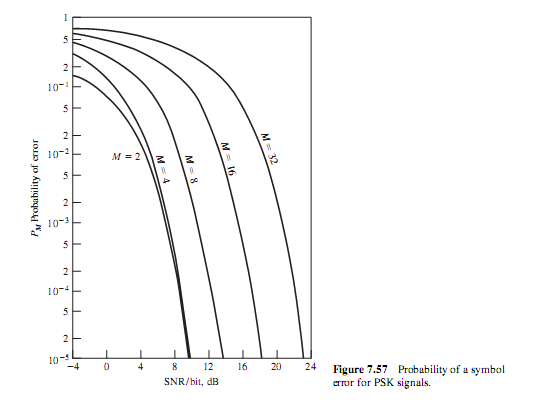 1
5
2
10⁻¹
5
2
10⁻²
5
2
10⁻³
5
2
10⁻⁴
5
2
10⁻⁵
P_M Probability of error
M = 2
M = 4
M = 8
M = 16
M = 32
−4 0 4 8 12 16 20 24
SNR/bit, dB
Figure 7.57 Probability of a symbol
error for PSK signals.